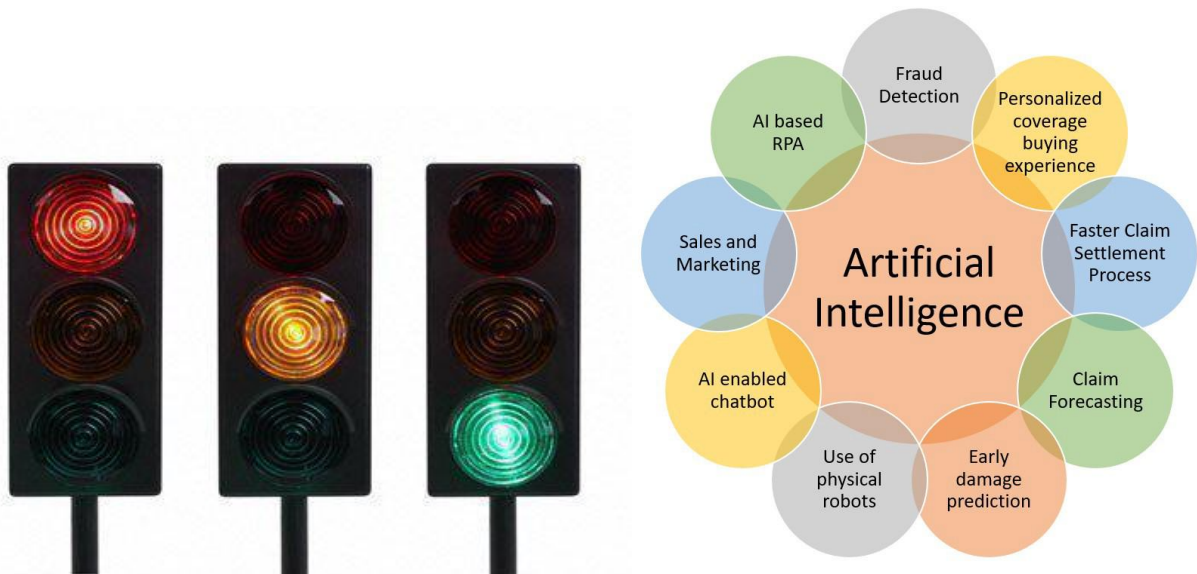 Fraud
Detection
Personalized
coverage
buying
experience
Faster Claim
Settlement
Process
Claim
Forecasting
Early
damage
prediction
Use of
physical
robots
AI enabled
chatbot
Sales and
Marketing
AI based
RPA
Artificial
Intelligence